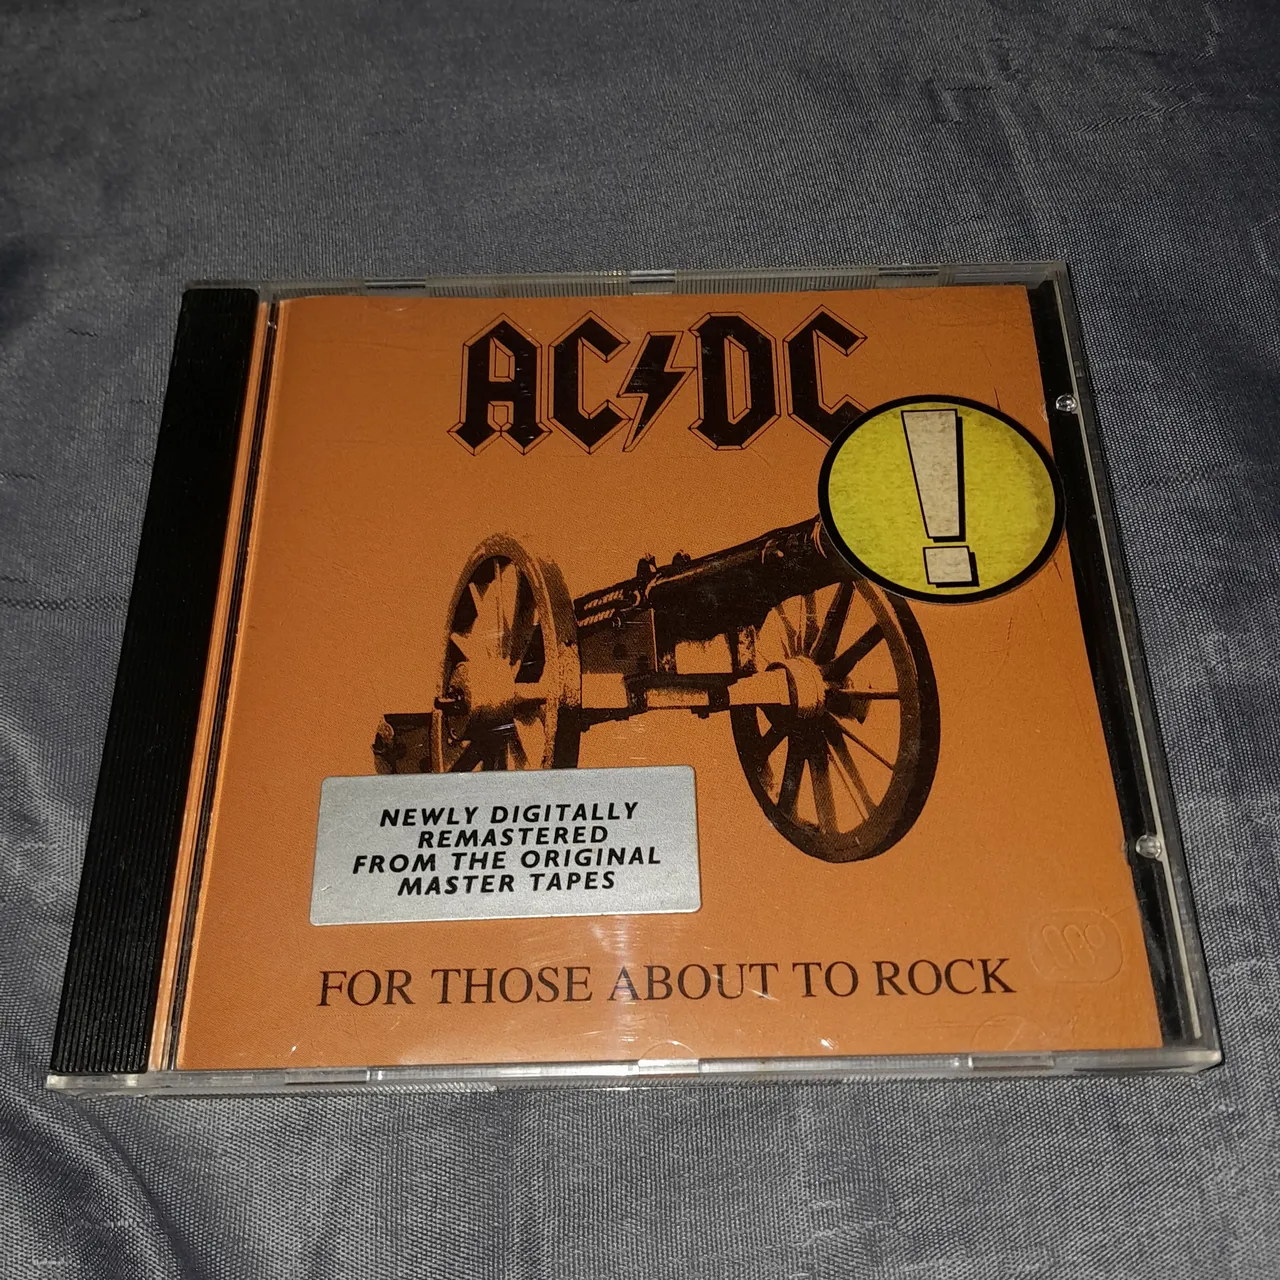 AC⚡DC
!
NEWLY DIGITALLY
REMASTERED
FROM THE ORIGINAL
MASTER TAPES
FOR THOSE ABOUT TO ROCK